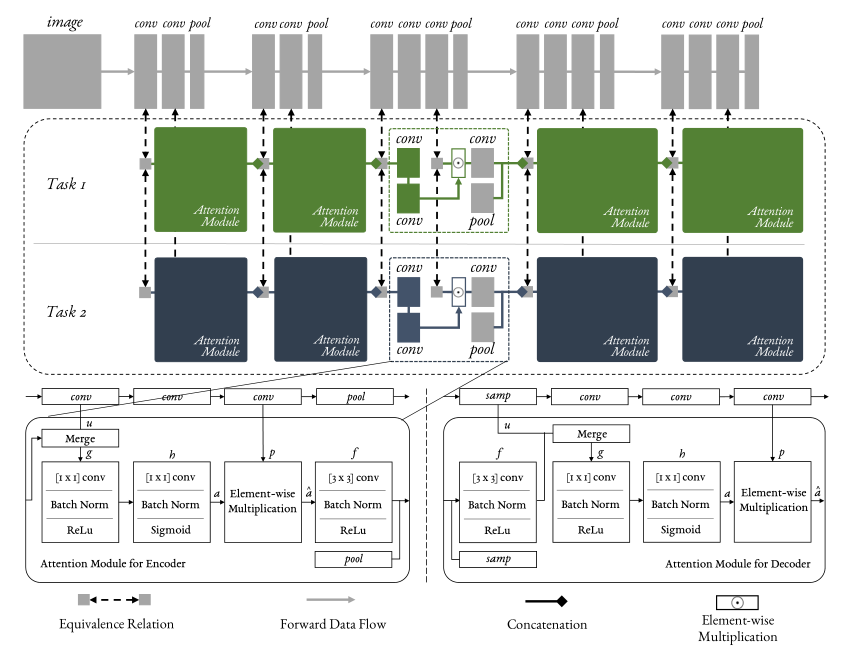 image
conv conv pool
conv conv pool
conv conv conv pool
conv conv conv pool
conv conv conv pool
Task 1
Attention
Module
Attention
Module
conv
conv
conv
pool
Attention
Module
Attention
Module
Task 2
Attention
Module
Attention
Module
conv
conv
conv
pool
Attention
Module
Attention
Module
conv
conv
conv
pool
u
Merge
g
h
p
f
[1 x 1] conv
Batch Norm
ReLu
[1 x 1] conv
Batch Norm
Sigmoid
a
Element-wise
Multiplication
â
[3 x 3] conv
Batch Norm
ReLu
pool
Attention Module for Encoder
samp
conv
conv
conv
u
Merge
f
g
h
p
[3 x 3] conv
Batch Norm
ReLu
samp
[1 x 1] conv
Batch Norm
ReLu
[1 x 1] conv
Batch Norm
Sigmoid
a
Element-wise
Multiplication
â
Attention Module for Decoder
Equivalence Relation
Forward Data Flow
Concatenation
Element-wise
Multiplication